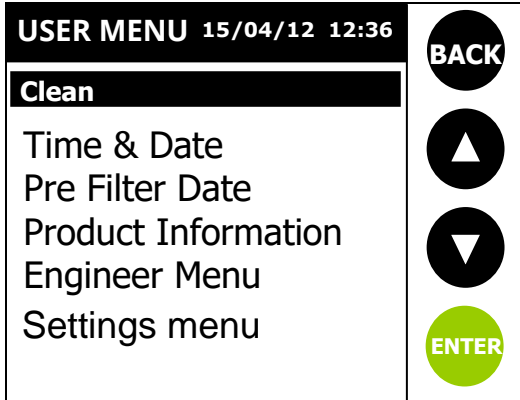 USER MENU 15/04/12 12:36
Clean
Time & Date
Pre Filter Date
Product Information
Engineer Menu
Settings menu
BACK
ENTER